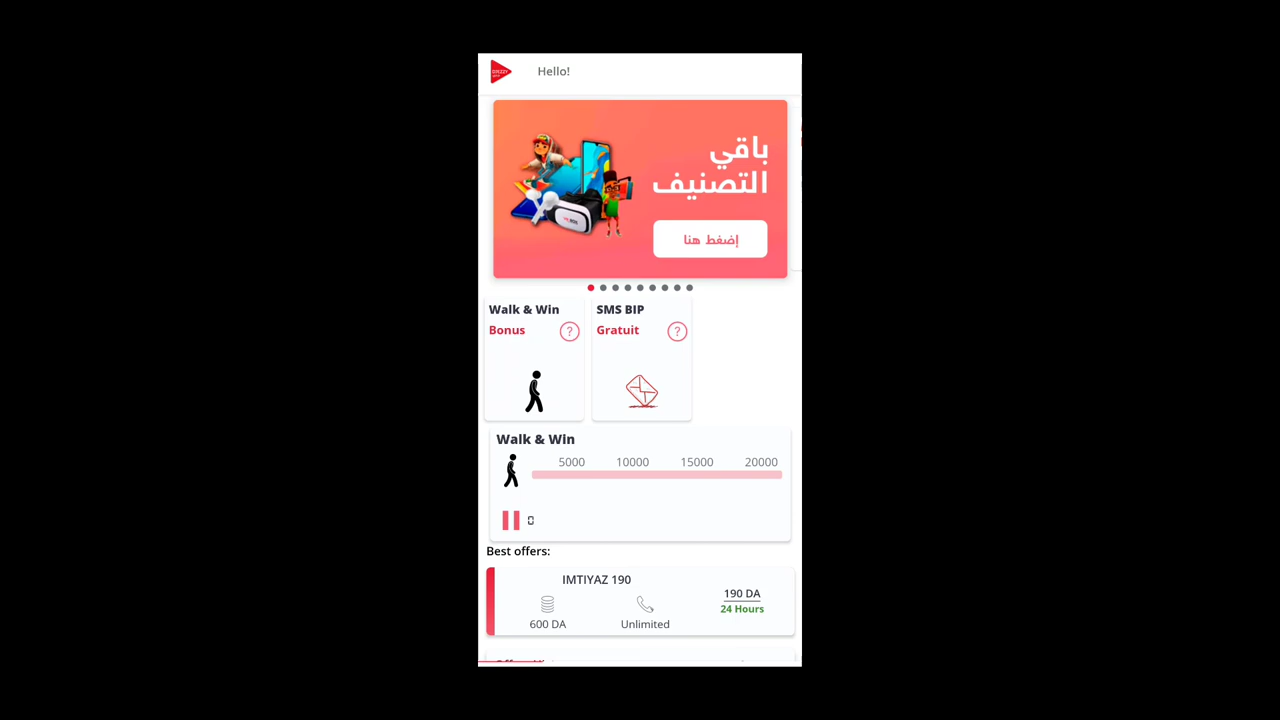 Hello!
باقي
التصنيف
إضغط هنا
Walk & Win
Bonus
?
SMS BIP
Gratuit
?
Walk & Win
5000 10000 15000 20000
0
Best offers:
IMTIYAZ 190
600 DA
Unlimited
190 DA
24 Hours